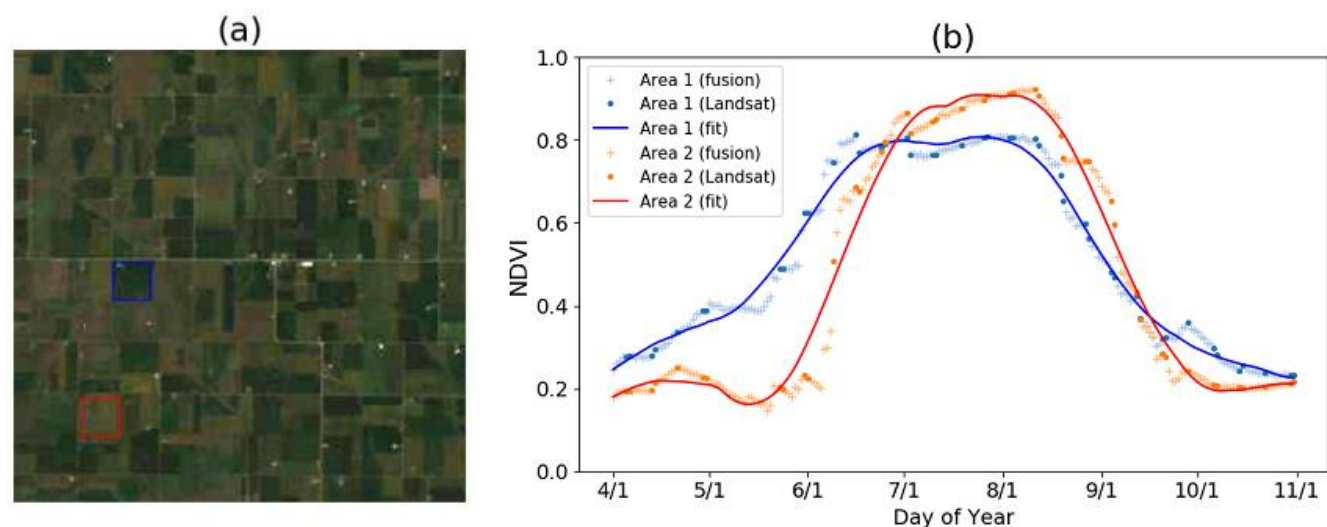 (a)
(b)
1.0
0.8
0.6
0.4
0.2
0.0
NDVI
Area 1 (fusion)
Area 1 (Landsat)
Area 1 (fit)
Area 2 (fusion)
Area 2 (Landsat)
Area 2 (fit)
4/1 5/1 6/1 7/1 8/1 9/1 10/1 11/1
Day of Year